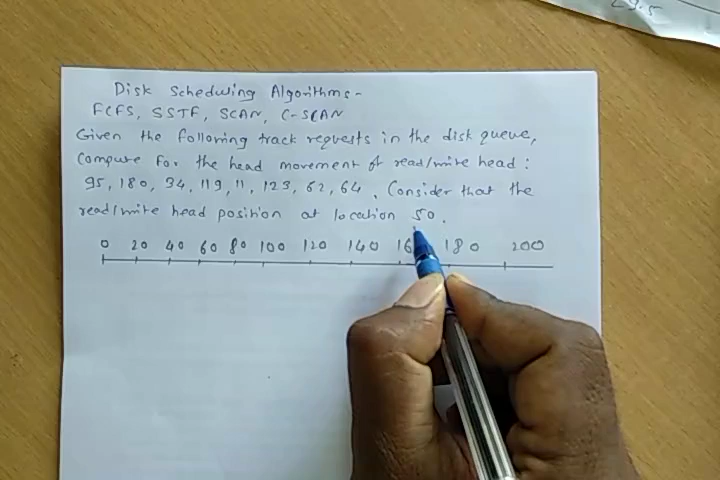 Disk Scheduling Algorithms-
FCFS, SSTF, SCAN, C-SCAN
Given the following track requests in the disk queue,
Compute for the head movement of read/write head:
95, 180, 34, 119, 11, 123, 62, 64. Consider that the
read/write head position at location 50.
0 20 40 60 80 100 120 140 16 180 200